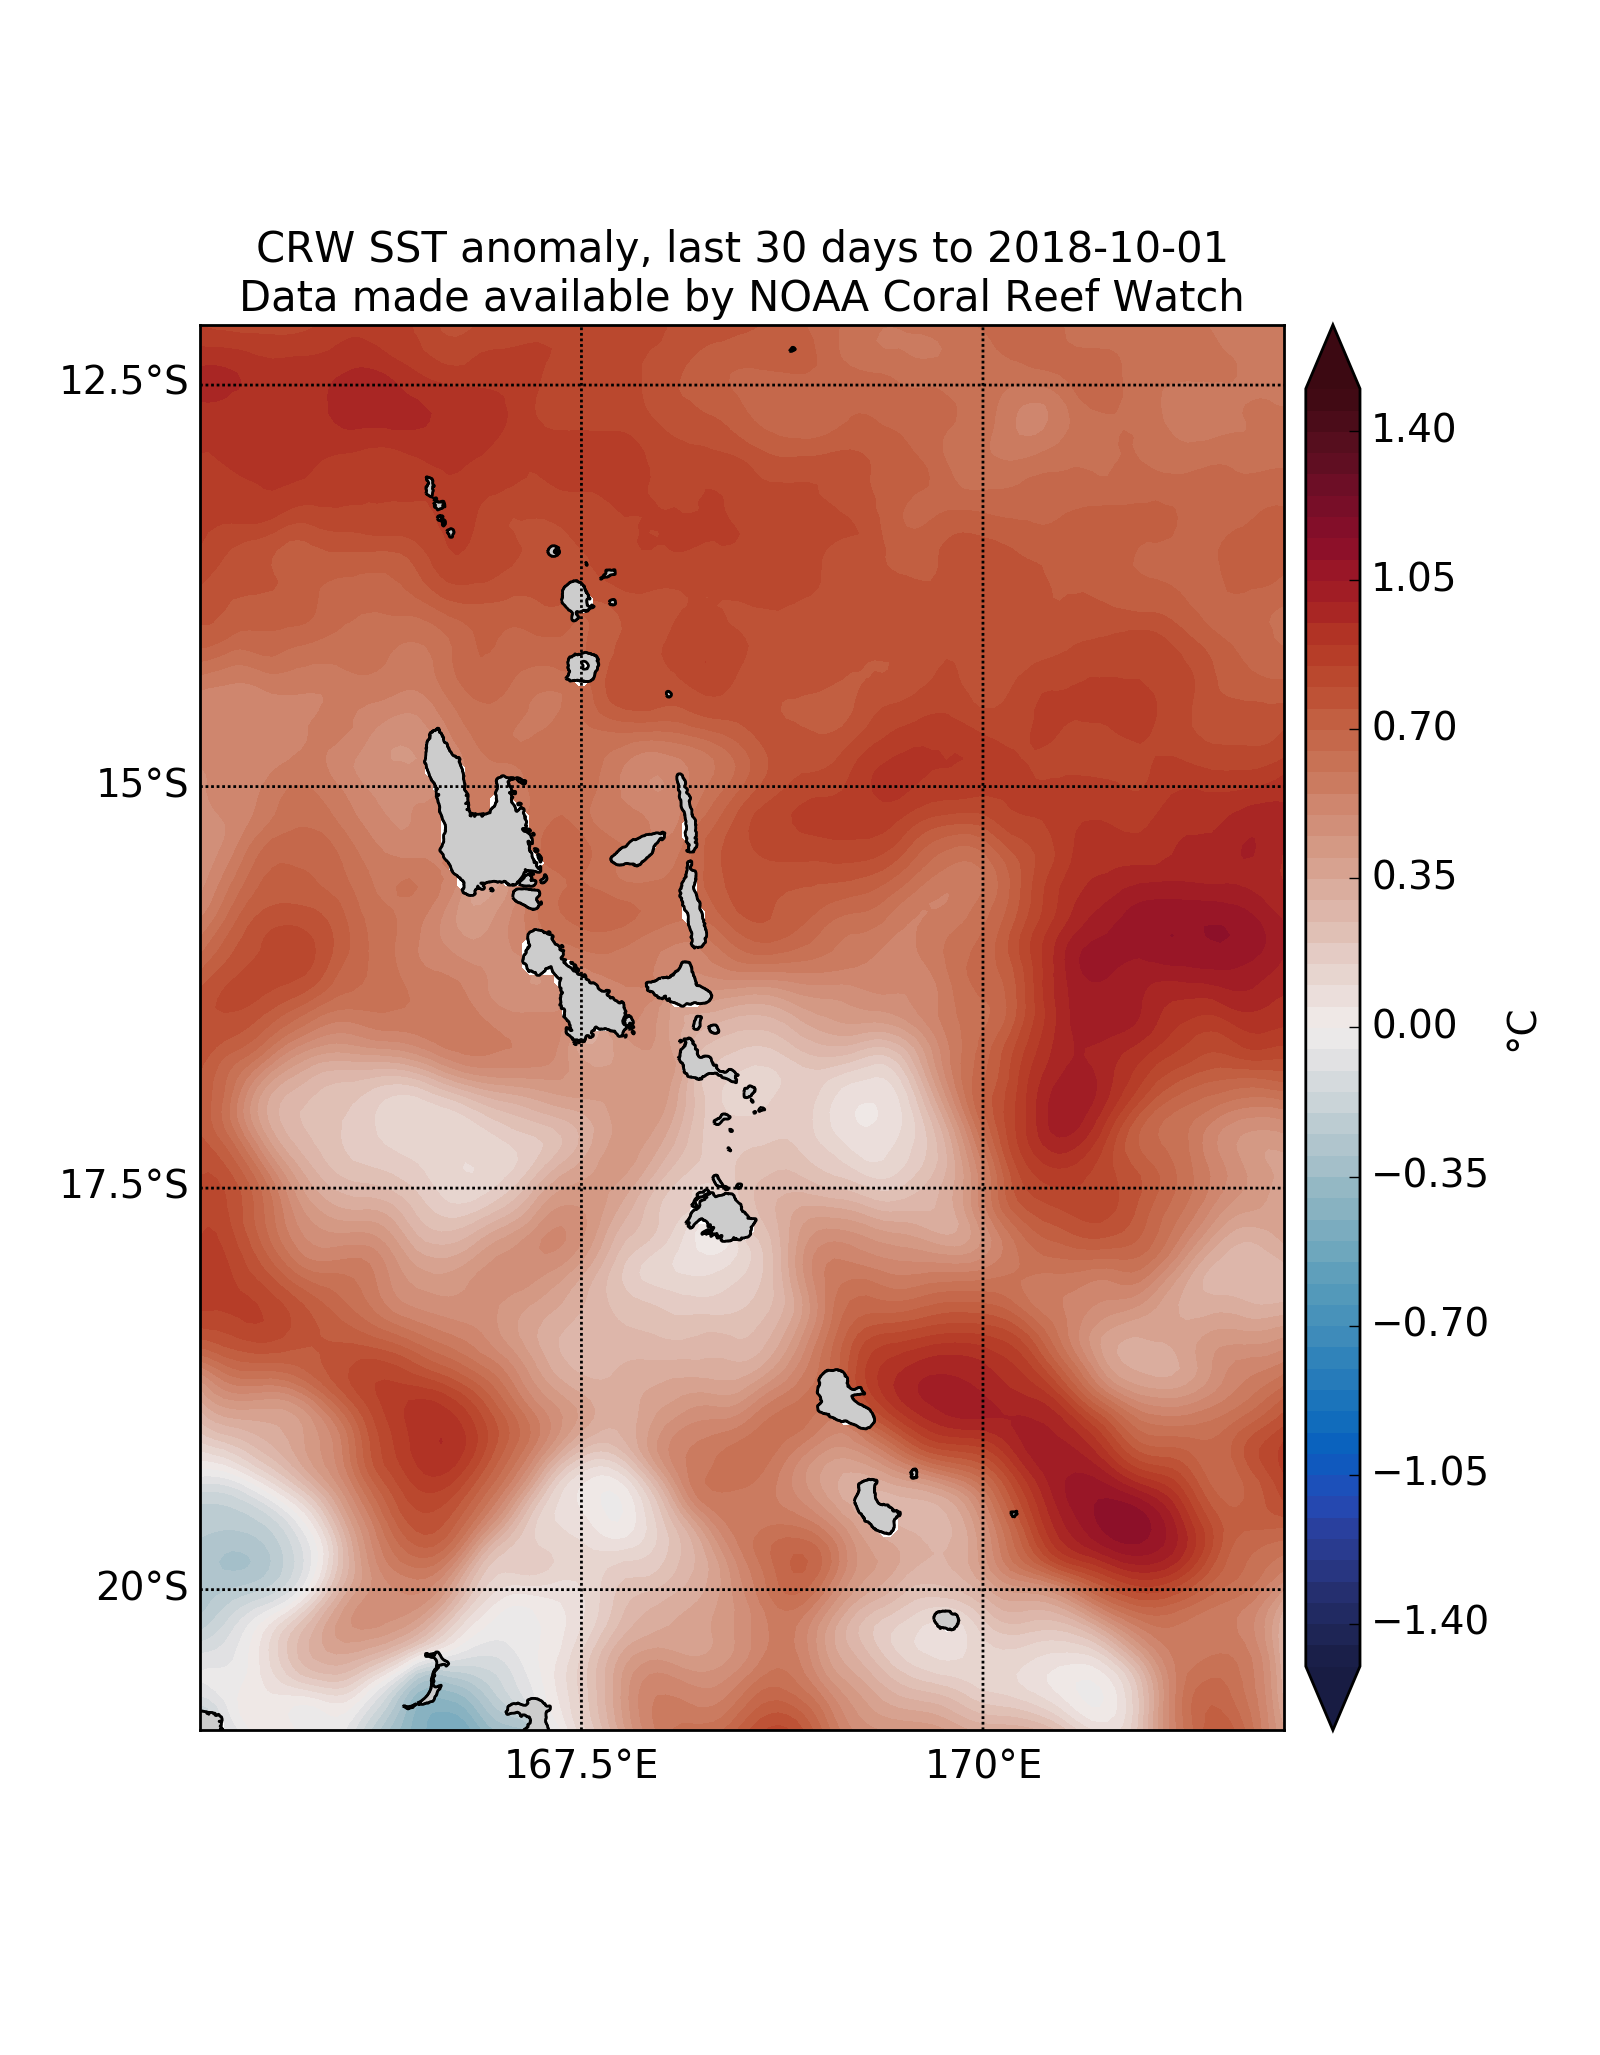 CRW SST anomaly, last 30 days to 2018-10-01
Data made available by NOAA Coral Reef Watch
12.5°S
15°S
17.5°S
20°S
167.5°E
170°E
1.40
1.05
0.70
0.35
0.00
−0.35
−0.70
−1.05
−1.40
°C